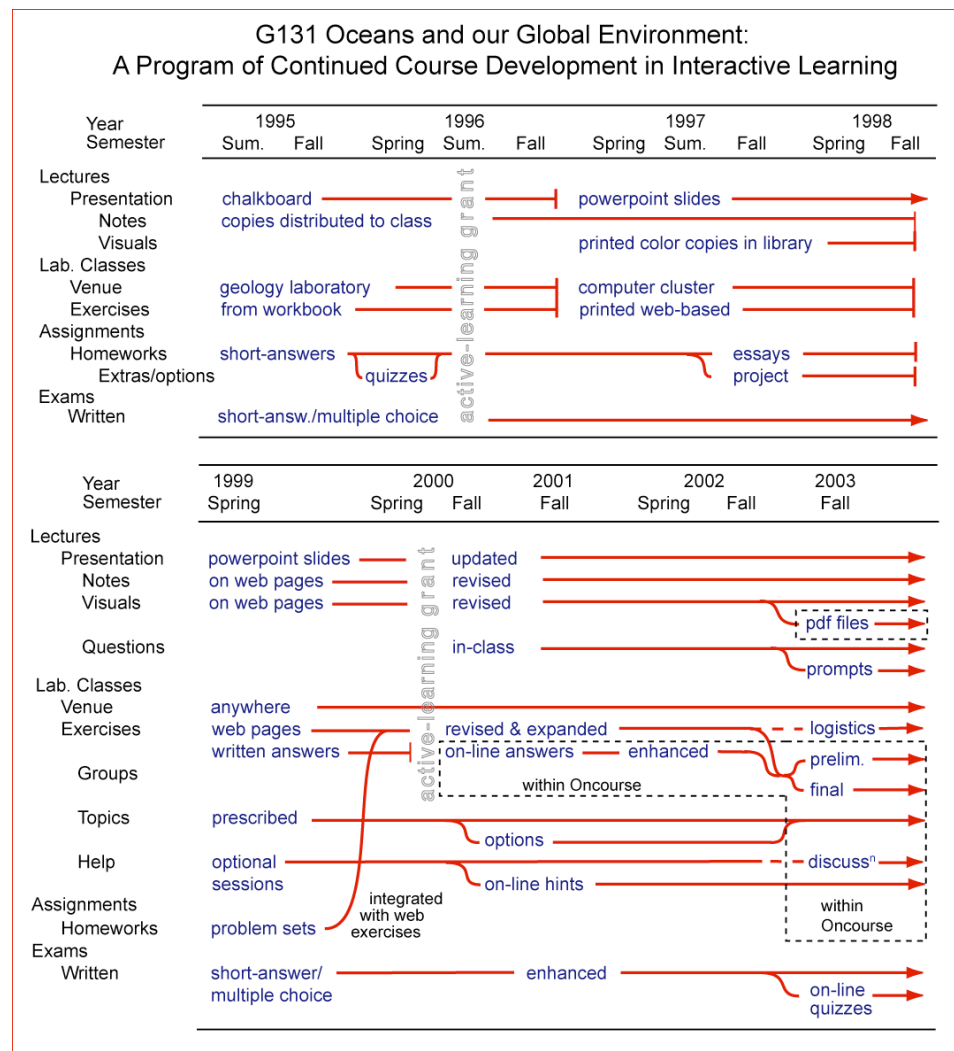 G131 Oceans and our Global Environment:
A Program of Continued Course Development in Interactive Learning
Year 1995 1996 1997 1998
Semester Sum. Fall Spring Sum. Fall Spring Sum. Fall Spring Fall
active-learning grant
Lectures
Presentation chalkboard powerpoint slides
Notes copies distributed to class
Visuals printed color copies in library
Lab. Classes
Venue geology laboratory computer cluster
Exercises from workbook printed web-based
Assignments
Homeworks short-answers essays
Extras/options quizzes project
Exams
Written short-answ./multiple choice
Year 1999 2000 2001 2002 2003
Semester Spring Spring Fall Fall Spring Fall Fall
active-learning grant
Lectures
Presentation powerpoint slides updated
Notes on web pages revised
Visuals on web pages revised
pdf files
Questions in-class
prompts
Lab. Classes
Venue anywhere
Exercises web pages revised & expanded logistics
written answers on-line answers enhanced
prelim.
Groups
within Oncourse
final
Topics prescribed
options
Help optional discussⁿ
sessions on-line hints
integrated
with web
exercises
within
Oncourse
Assignments
Homeworks problem sets
Exams
Written short-answer/ enhanced
multiple choice on-line
quizzes